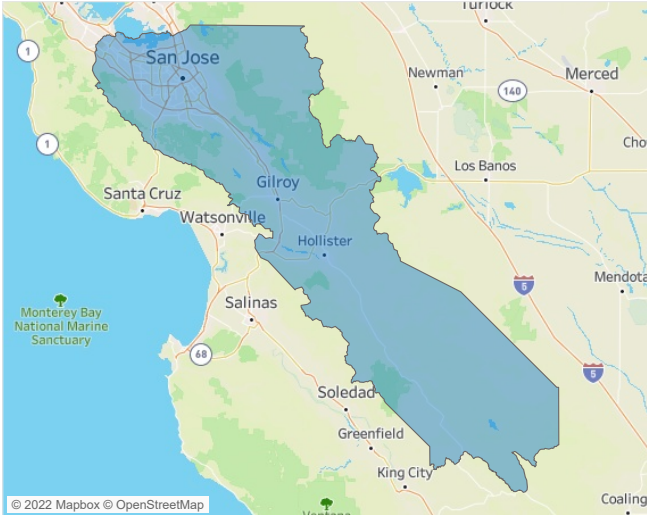 Turlock
1
San Jose
Newman
Merced
140
1
Los Banos
Gilroy
Santa Cruz
Watsonville
Hollister
5
Mendota
Monterey Bay
National Marine
Sanctuary
Salinas
68
5
Soledad
Greenfield
King City
Coaling
© 2022 Mapbox © OpenStreetMap